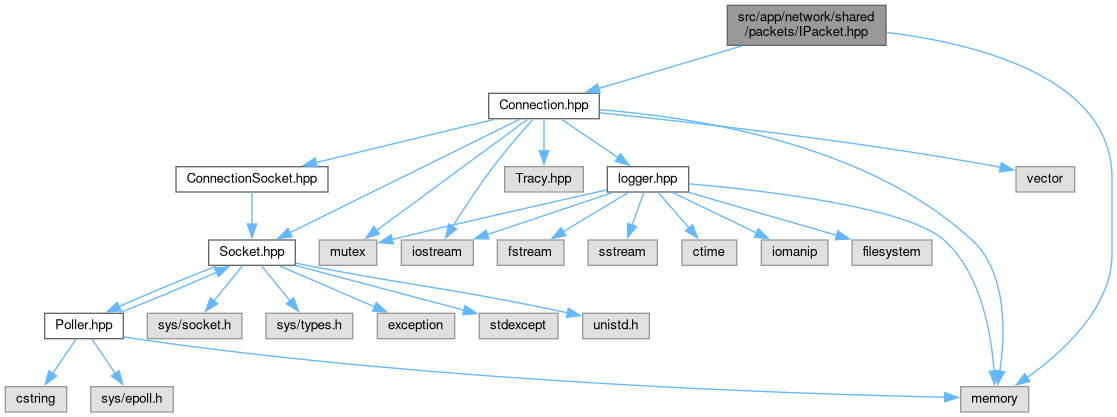 src/app/network/shared
/packets/IPacket.hpp
Connection.hpp
ConnectionSocket.hpp
Tracy.hpp
logger.hpp
vector
Socket.hpp
mutex
iostream
fstream
sstream
ctime
iomanip
filesystem
Poller.hpp
sys/socket.h
sys/types.h
exception
stdexcept
unistd.h
cstring
sys/epoll.h
memory